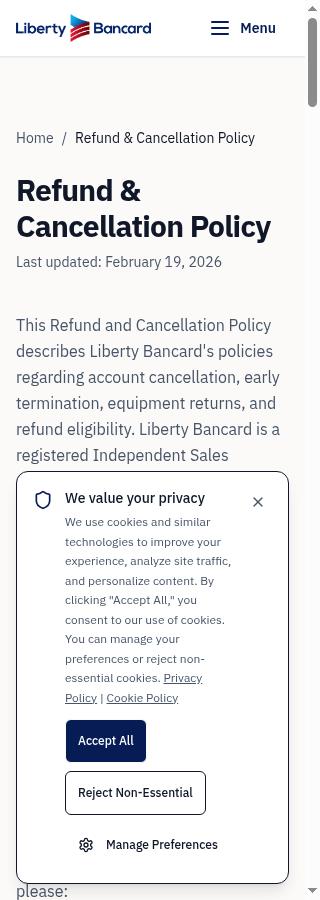 Liberty Bancard
Menu
Home / Refund & Cancellation Policy
Refund &
Cancellation Policy
Last updated: February 19, 2026
This Refund and Cancellation Policy
describes Liberty Bancard's policies
regarding account cancellation, early
termination, equipment returns, and
refund eligibility. Liberty Bancard is a
registered Independent Sales
We value your privacy
We use cookies and similar
technologies to improve your
experience, analyze site traffic,
and personalize content. By
clicking "Accept All," you
consent to our use of cookies.
You can manage your
preferences or reject non-
essential cookies. Privacy
Policy | Cookie Policy
Accept All
Reject Non-Essential
Manage Preferences
please: